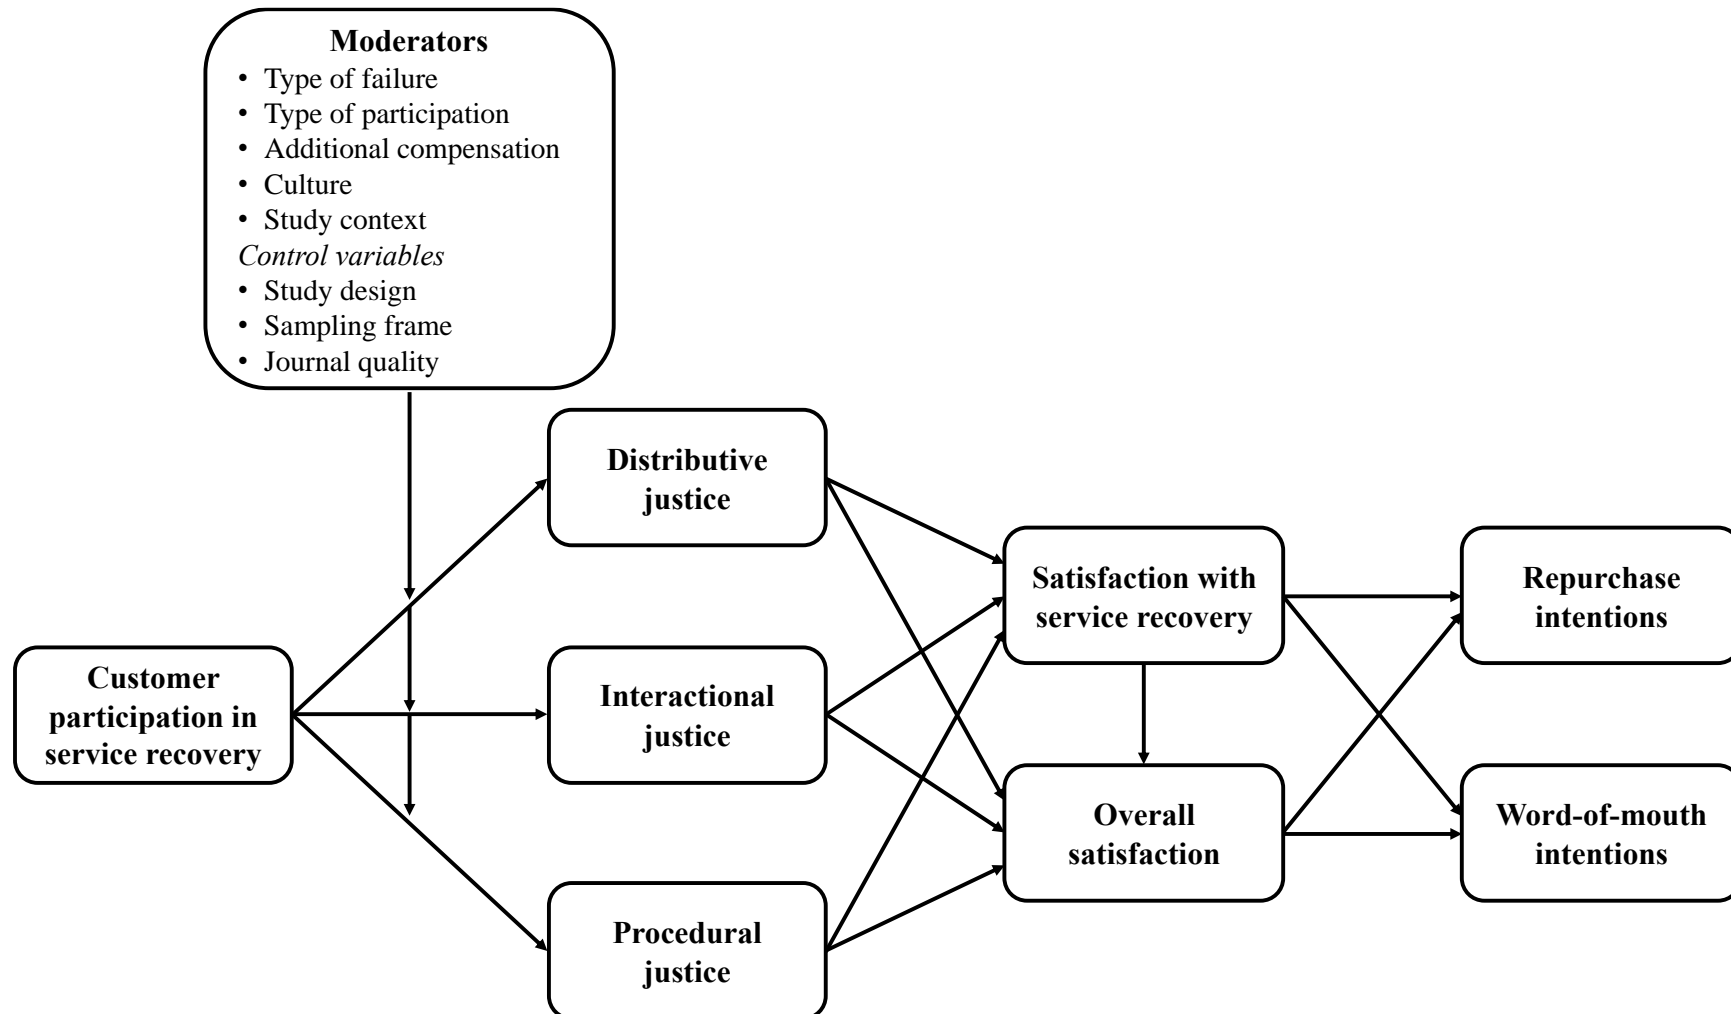 Moderators
• Type of failure
• Type of participation
• Additional compensation
• Culture
• Study context
Control variables
• Study design
• Sampling frame
• Journal quality
Distributive
justice
Satisfaction with
service recovery
Repurchase
intentions
Customer
participation in
service recovery
Interactional
justice
Overall
satisfaction
Word-of-mouth
intentions
Procedural
justice